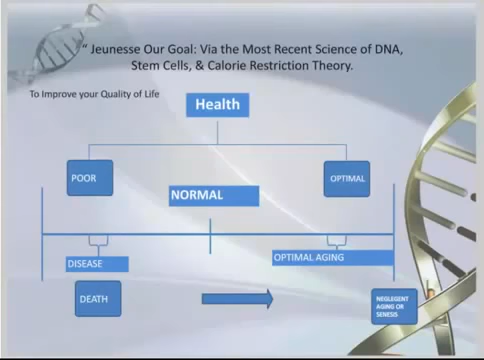 “ Jeunesse Our Goal: Via the Most Recent Science of DNA,
Stem Cells, & Calorie Restriction Theory.
To Improve your Quality of Life
Health
POOR
OPTIMAL
NORMAL
DISEASE
OPTIMAL AGING
DEATH
NEGLEGENT
AGING OR
SENESIS